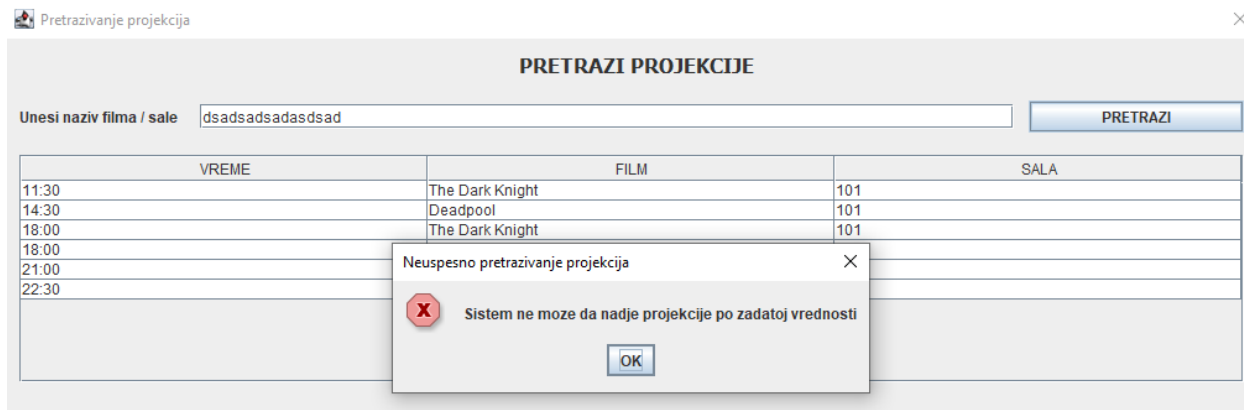 Pretrazivanje projekcija
PRETRAZI PROJEKCIJE
Unesi naziv filma / sale dsadsadsadasdsad PRETRAZI
VREME FILM SALA
11:30 The Dark Knight 101
14:30 Deadpool 101
18:00 The Dark Knight 101
18:00
21:00
22:30
Neuspesno pretrazivanje projekcija
Sistem ne moze da nadje projekcije po zadatoj vrednosti
OK